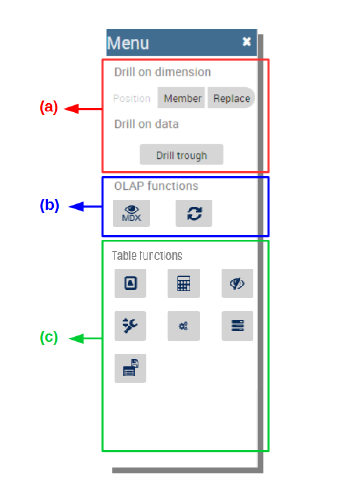 Menu ×
Drill on dimension
(a)
Position Member Replace
Drill on data
Drill trough
OLAP functions
(b)
MDX
Table functions
(c)